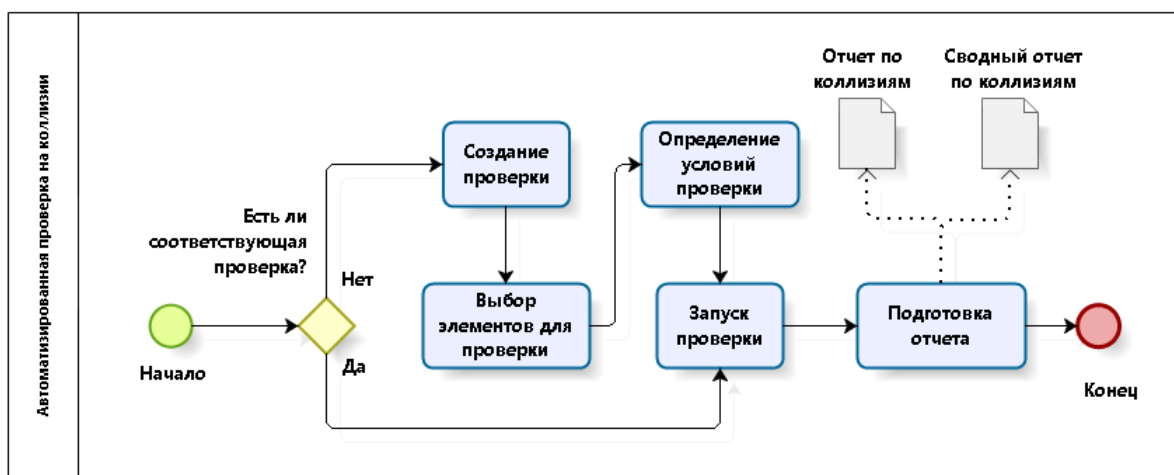 Автоматизированная проверка на коллизии
Отчет по
коллизиям
Сводный отчет
по коллизиям
Создание
проверки
Определение
условий
проверки
Есть ли
соответствующая
проверка?
Нет
Выбор
элементов для
проверки
Запуск
проверки
Подготовка
отчета
Начало
Да
Конец